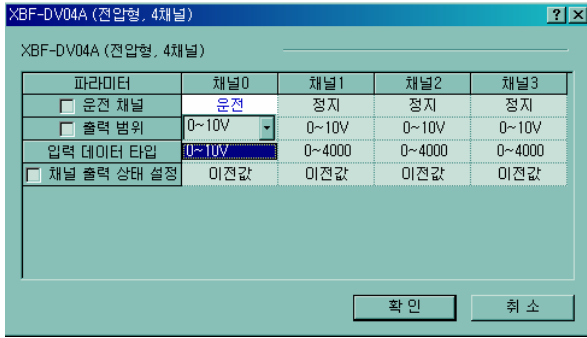 XBF-DV04A (전압형, 4채널)
XBF-DV04A (전압형, 4채널)
파라미터 채널0 채널1 채널2 채널3
운전 채널 운전 정지 정지 정지
출력 범위 0~10V 0~10V 0~10V 0~10V
입력 데이터 타입 0~10V 0~4000 0~4000 0~4000
채널 출력 상태 설정 이전값 이전값 이전값 이전값
확 인 취 소